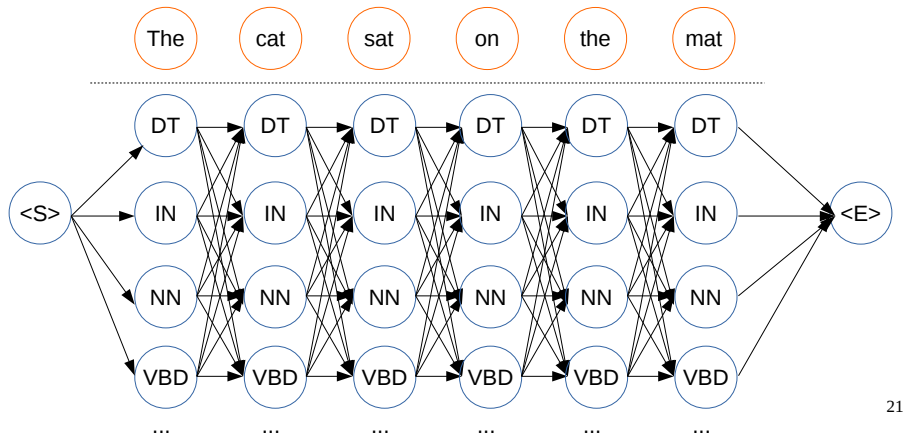 The cat sat on the mat
DT DT DT DT DT DT
<S> IN IN IN IN IN IN <E>
NN NN NN NN NN NN
VBD VBD VBD VBD VBD VBD
21
... ... ... ... ... ...